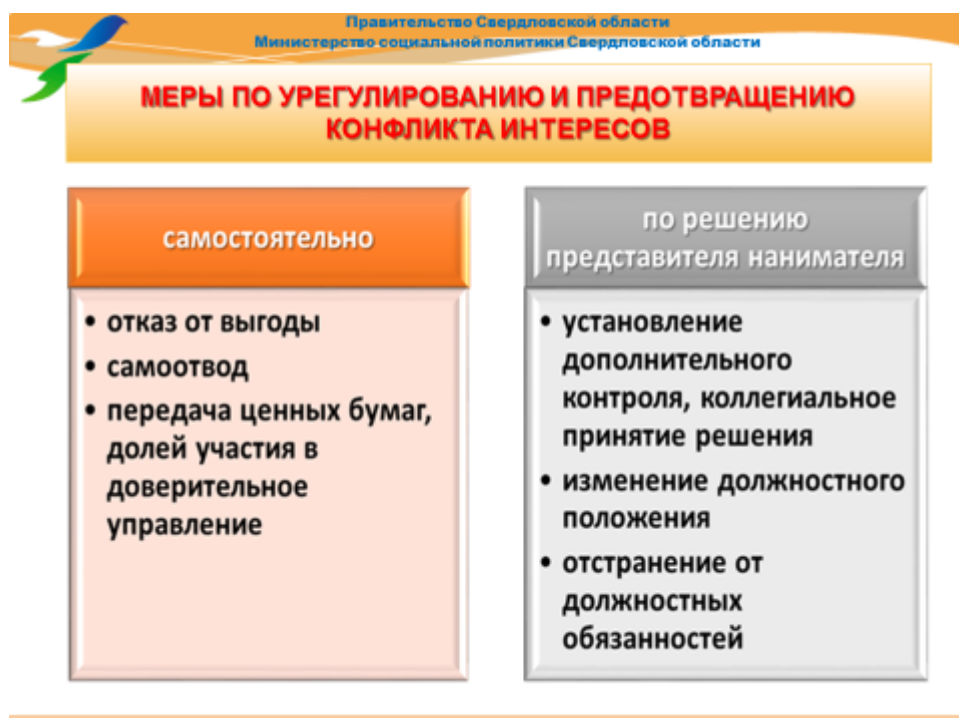 Правительство Свердловской области
Министерство социальной политики Свердловской области
МЕРЫ ПО УРЕГУЛИРОВАНИЮ И ПРЕДОТВРАЩЕНИЮ
КОНФЛИКТА ИНТЕРЕСОВ
самостоятельно
• отказ от выгоды
• самоотвод
• передача ценных бумаг,
долей участия в
доверительное
управление
по решению
представителя нанимателя
• установление
дополнительного
контроля, коллегиальное
принятие решения
• изменение должностного
положения
• отстранение от
должностных
обязанностей